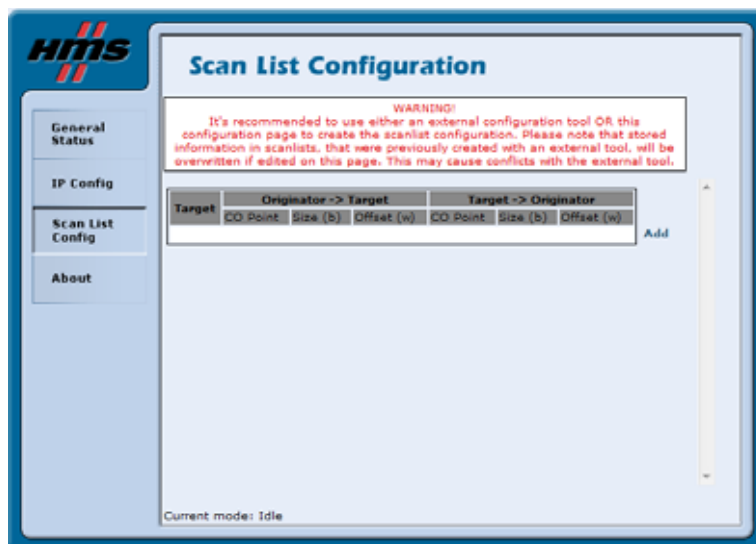 HMS
Scan List Configuration
General
Status
IP Config
Scan List
Config
About
WARNING!
It's recommended to use either an external configuration tool OR this
configuration page to create the scanlist configuration. Please note that stored
information in scanlists, that were previously created with an external tool, will be
overwritten if edited on this page. This may cause conflicts with the external tool.
Target Originator -> Target Target -> Originator
CO Point Size (b) Offset (w) CO Point Size (b) Offset (w)
Add
Current mode: Idle